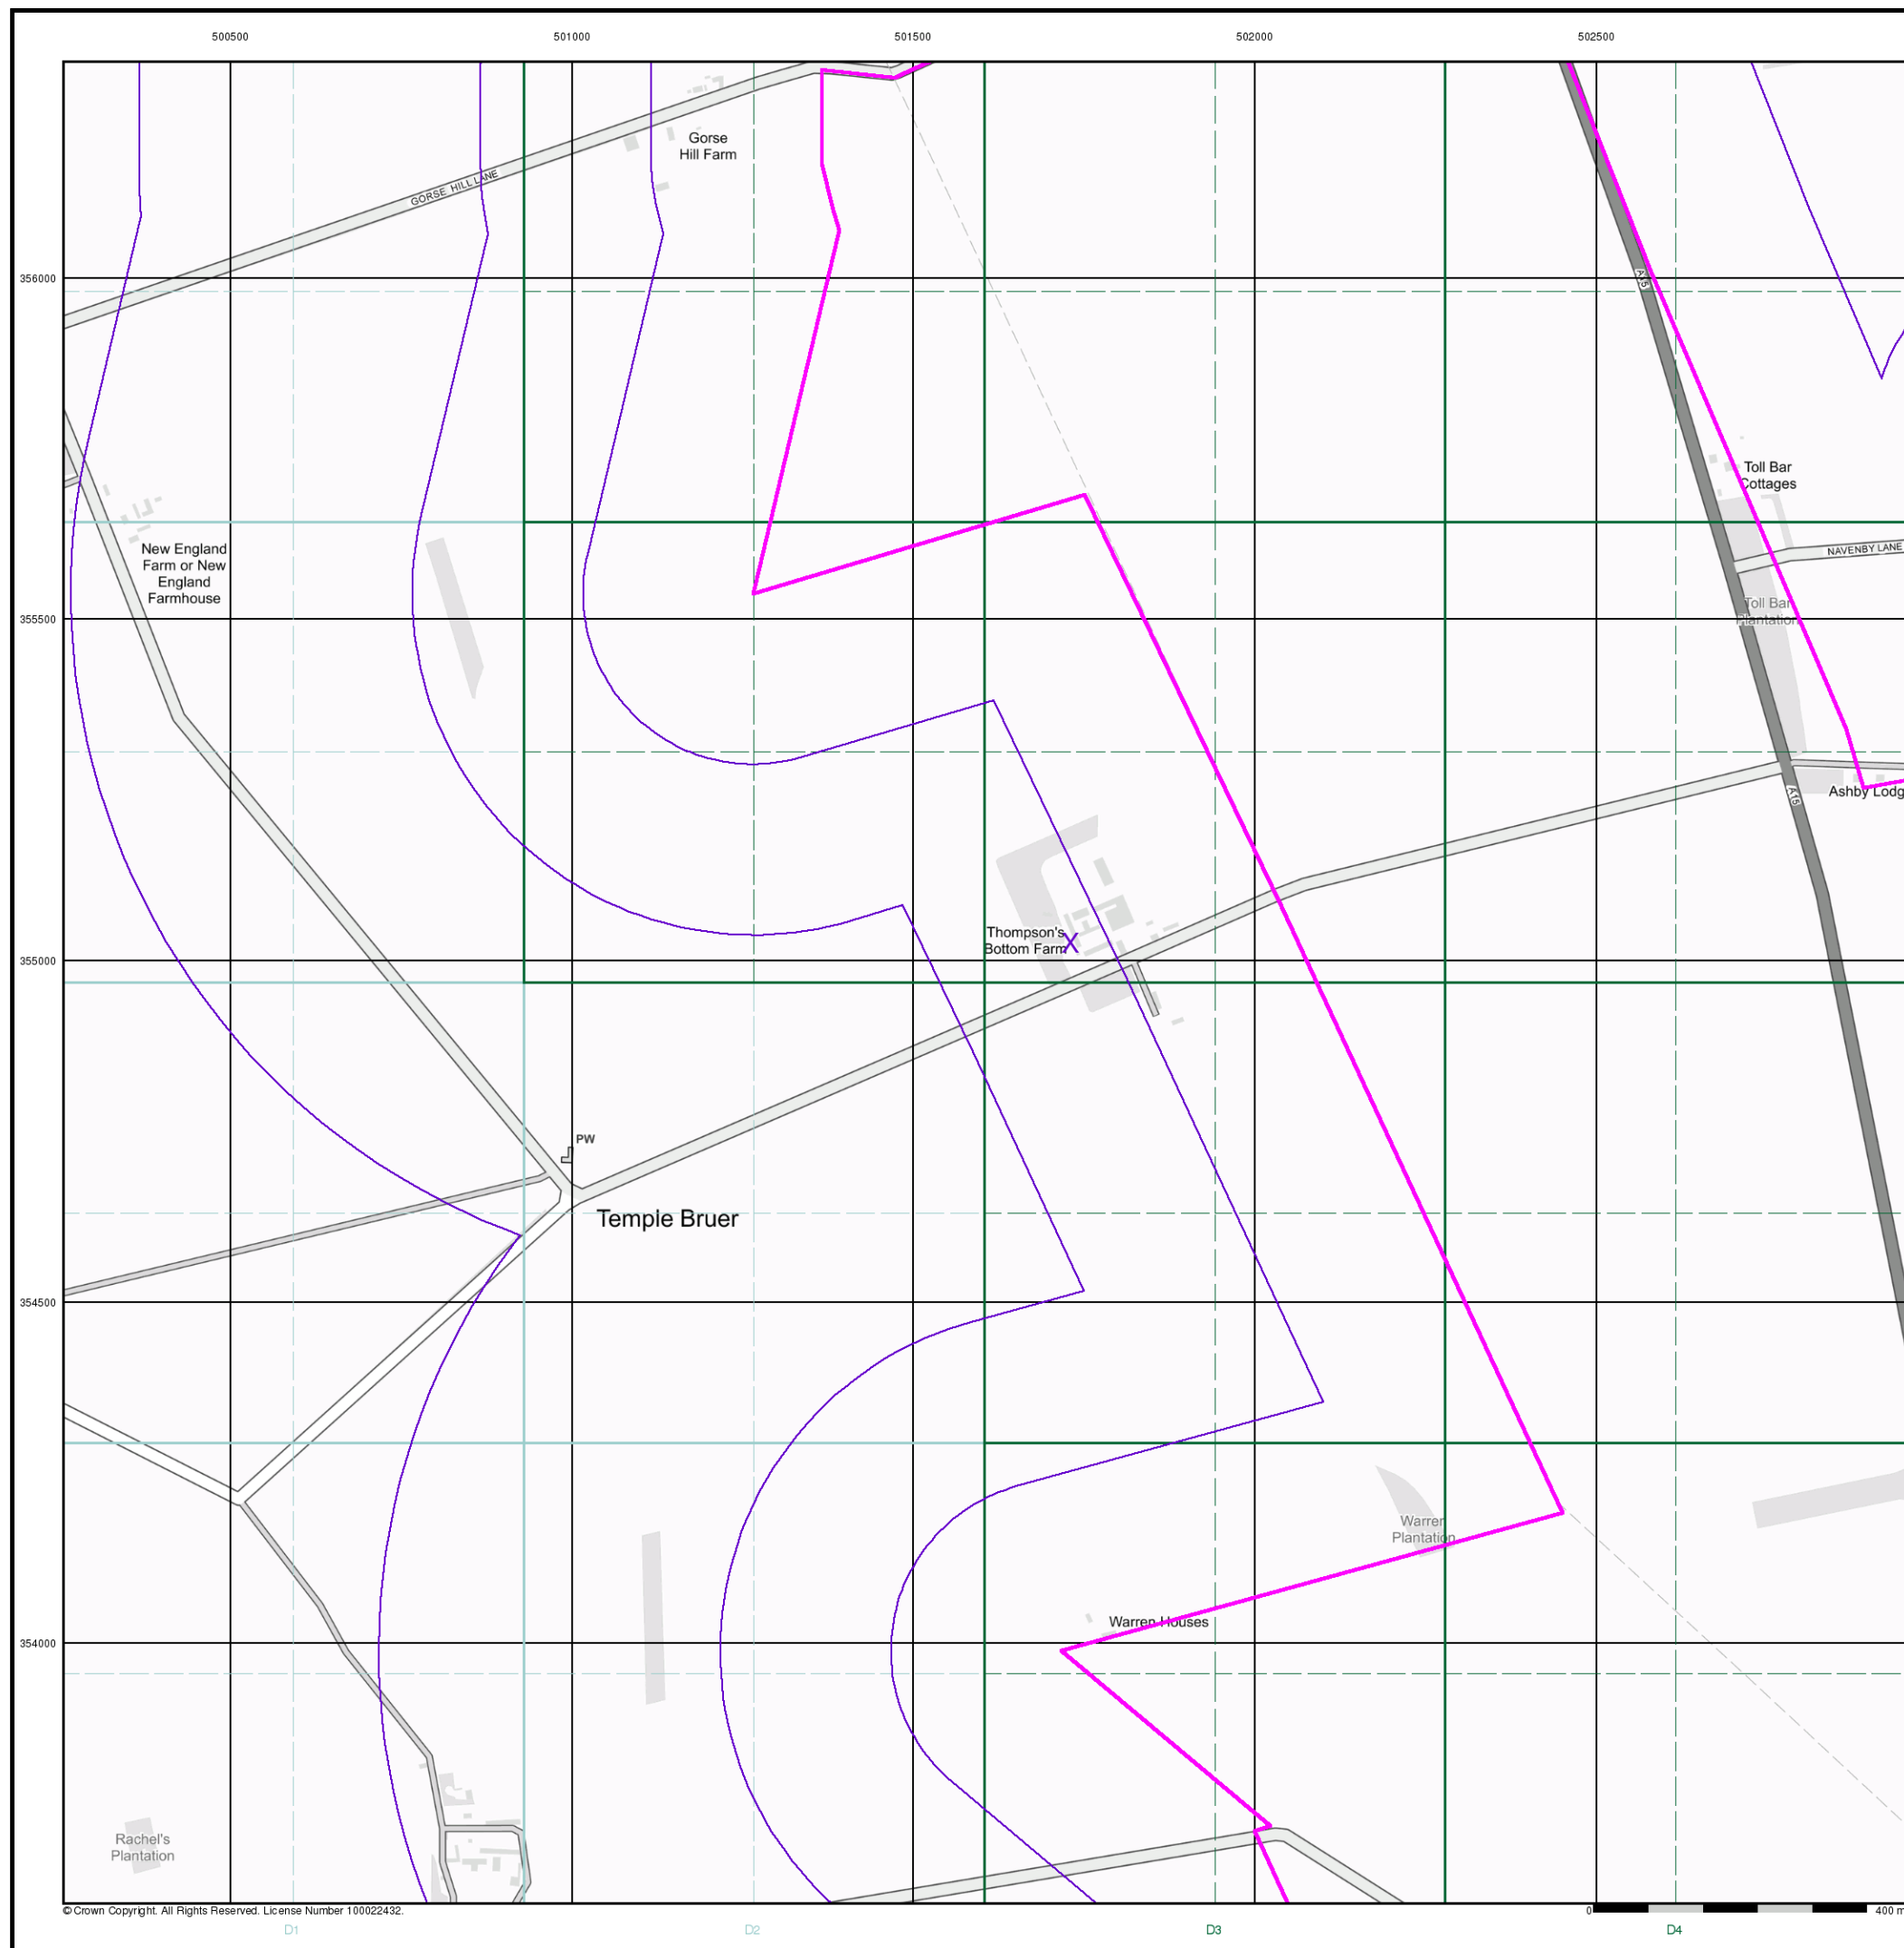 500500 501000 501500 502000 502500
Gorse
Hill Farm
GORSE HILL LANE
356000
A15
Toll Bar
Cottages
New England
Farm or New
England
Farmhouse
NAVENBY LANE
Toll Bar
Plantation
355500
A15
Ashby Lodg
Thompson's
Bottom Farm
X
355000
PW
Temple Bruer
354500
Warren
Plantation
Warren Houses
354000
Rachel's
Plantation
© Crown Copyright. All Rights Reserved. License Number 100022432.
0 400 m
D1 D2 D3 D4